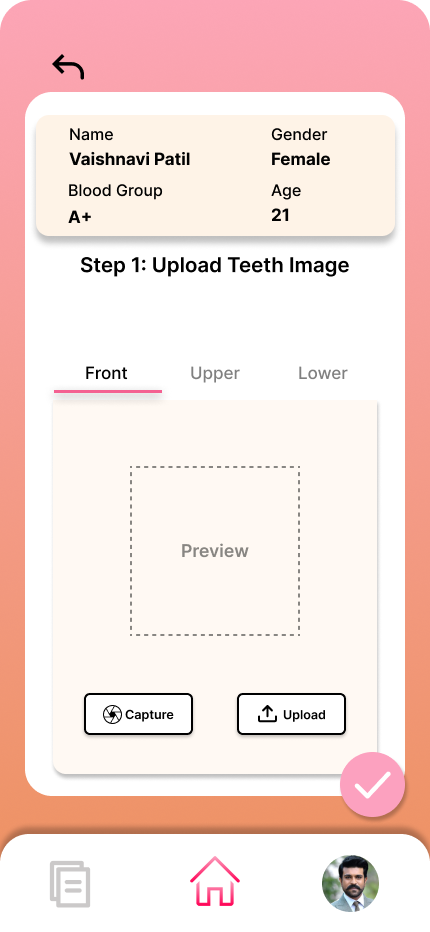 Name Gender
Vaishnavi Patil Female
Blood Group Age
A+ 21
Step 1: Upload Teeth Image
Front Upper Lower
Preview
Capture Upload